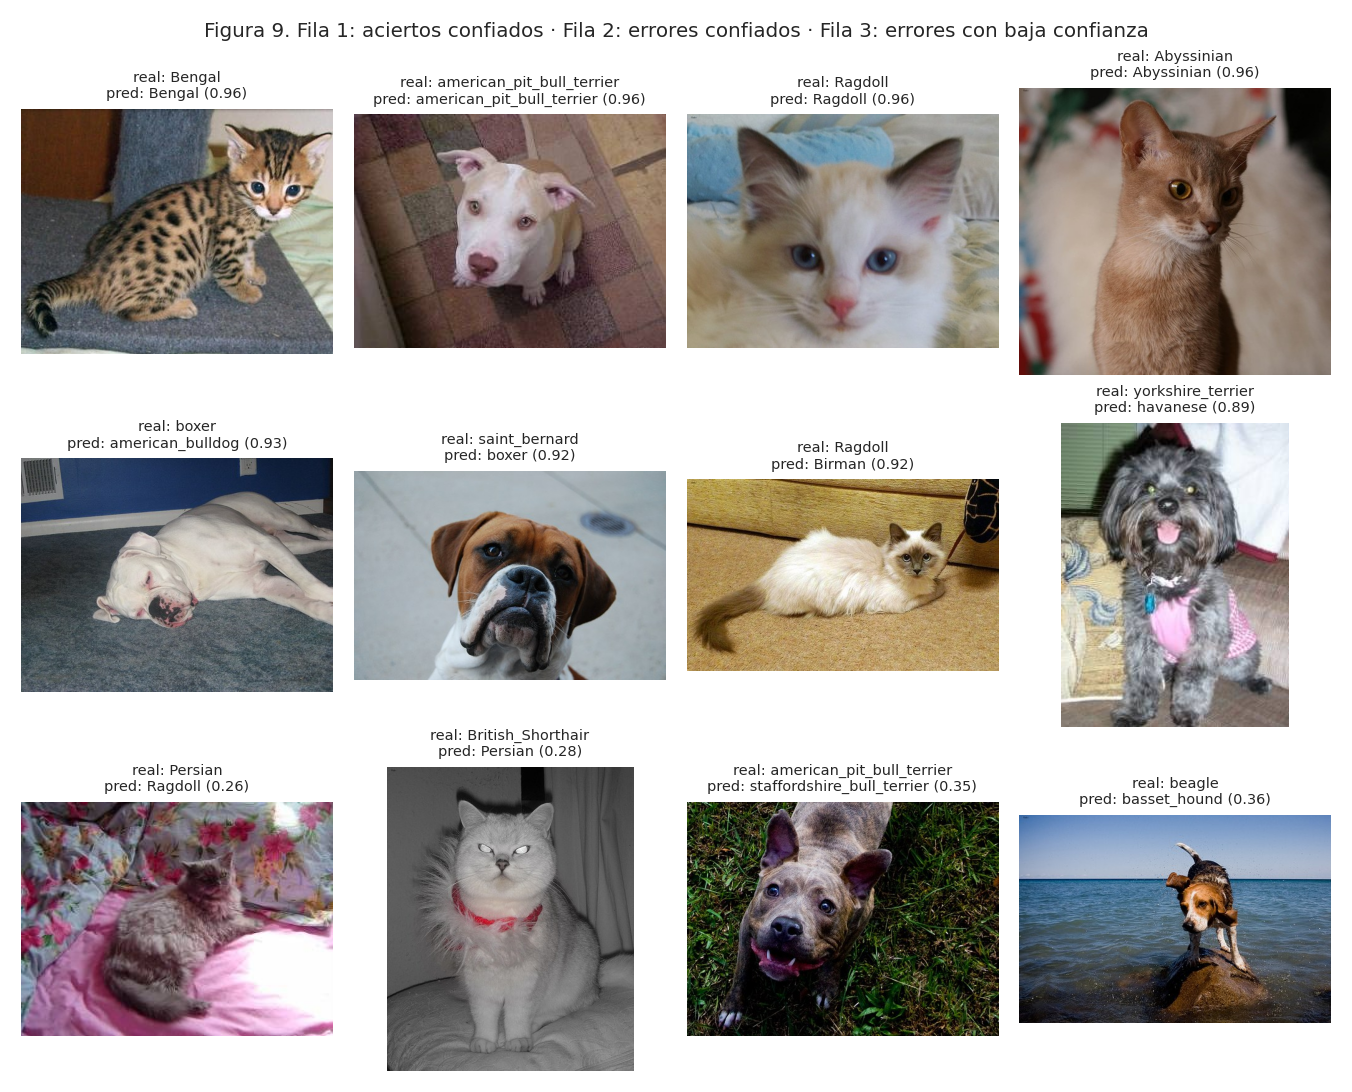 Figura 9. Fila 1: aciertos confiados · Fila 2: errores confiados · Fila 3: errores con baja confianza
real: Bengal
pred: Bengal (0.96)
real: american_pit_bull_terrier
pred: american_pit_bull_terrier (0.96)
real: Ragdoll
pred: Ragdoll (0.96)
real: Abyssinian
pred: Abyssinian (0.96)
real: boxer
pred: american_bulldog (0.93)
real: saint_bernard
pred: boxer (0.92)
real: Ragdoll
pred: Birman (0.92)
real: yorkshire_terrier
pred: havanese (0.89)
real: Persian
pred: Ragdoll (0.26)
real: British_Shorthair
pred: Persian (0.28)
real: american_pit_bull_terrier
pred: staffordshire_bull_terrier (0.35)
real: beagle
pred: basset_hound (0.36)